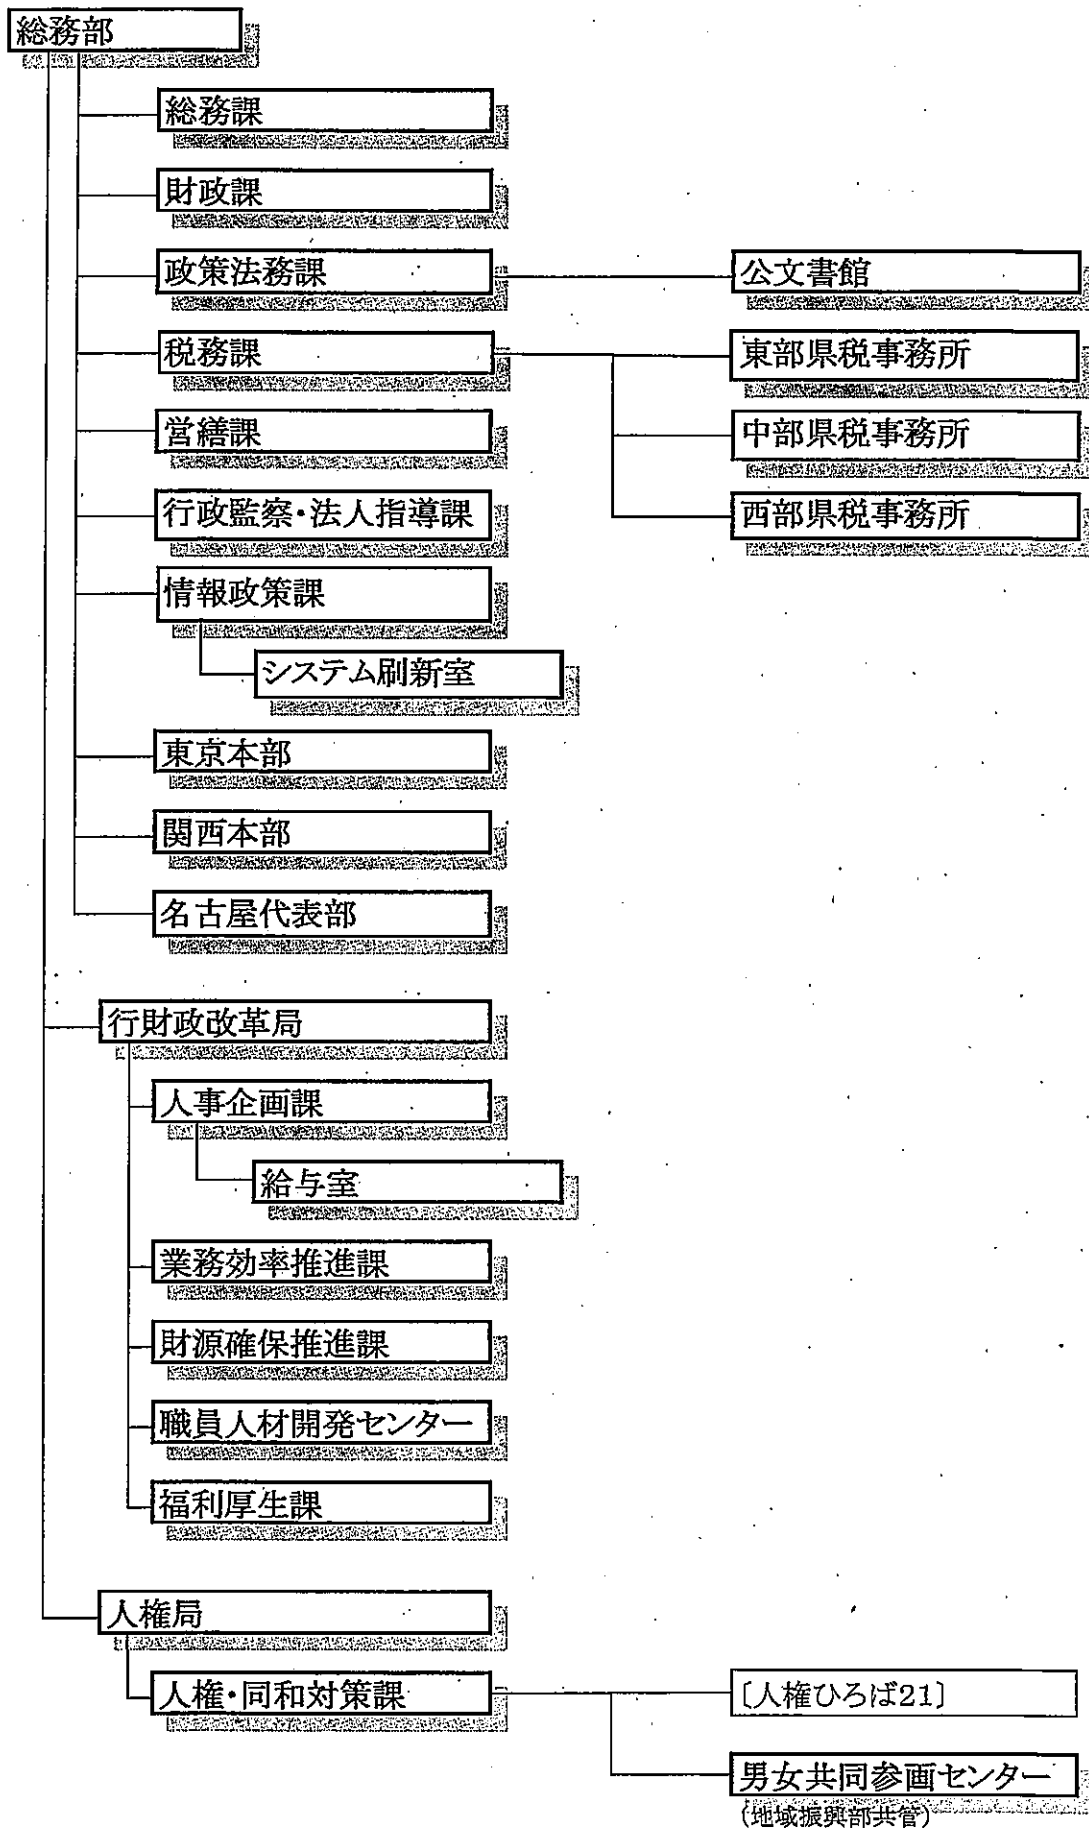 総務部
総務課
財政課
政策法務課
公文書館
税務課
東部県税事務所
中部県税事務所
西部県税事務所
営繕課
行政監察・法人指導課
情報政策課
システム刷新室
東京本部
関西本部
名古屋代表部
行財政改革局
人事企画課
給与室
業務効率推進課
財源確保推進課
職員人材開発センター
福利厚生課
人権局
人権・同和対策課
〔人権ひろば21〕
男女共同参画センター
(地域振興部共管)